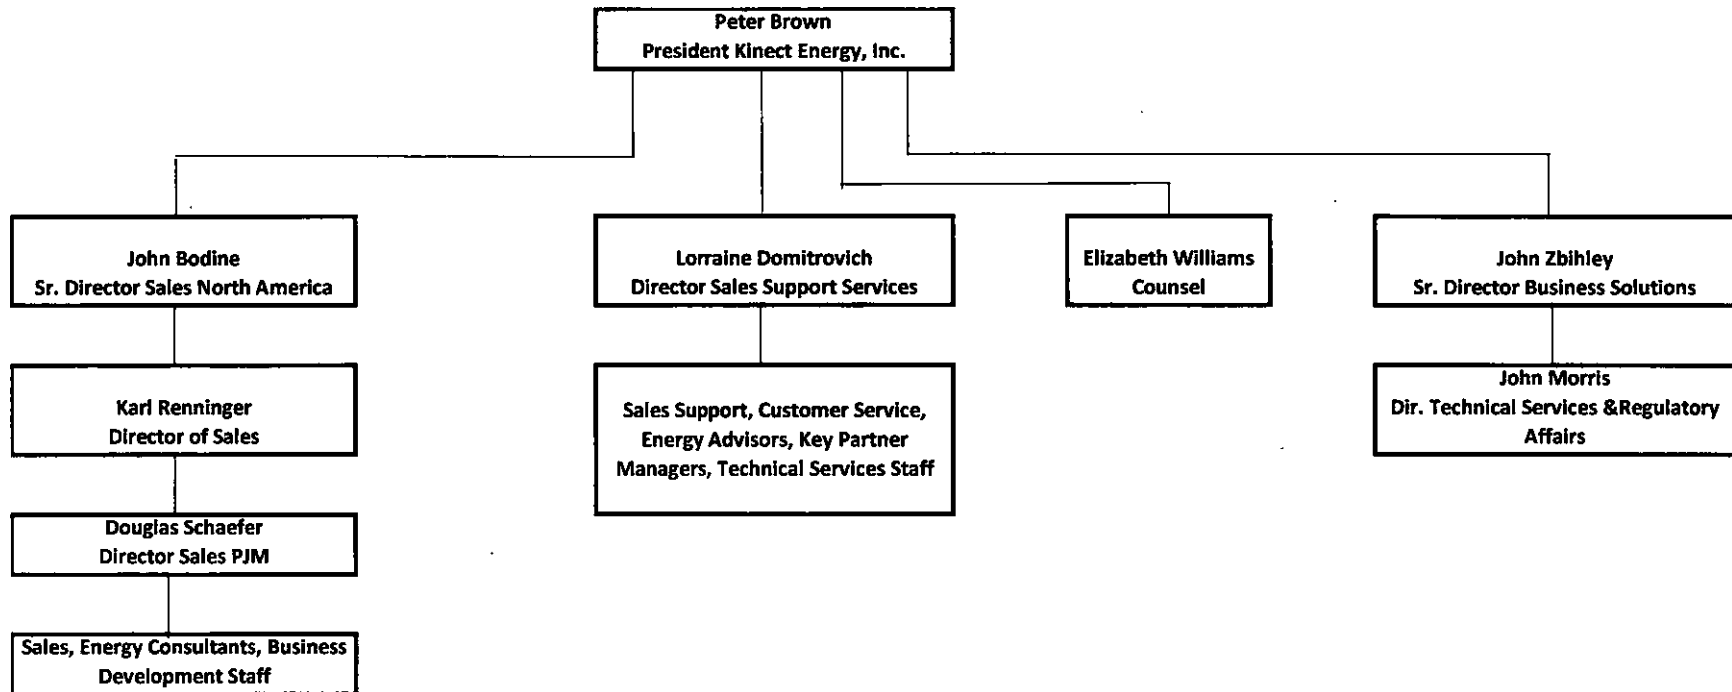 Peter Brown
President Kinect Energy, Inc.
John Bodine
Sr. Director Sales North America
Lorraine Domitrovich
Director Sales Support Services
Elizabeth Williams
Counsel
John Zbihley
Sr. Director Business Solutions
Karl Renninger
Director of Sales
Sales Support, Customer Service,
Energy Advisors, Key Partner
Managers, Technical Services Staff
John Morris
Dir. Technical Services &Regulatory
Affairs
Douglas Schaefer
Director Sales PJM
Sales, Energy Consultants, Business
Development Staff